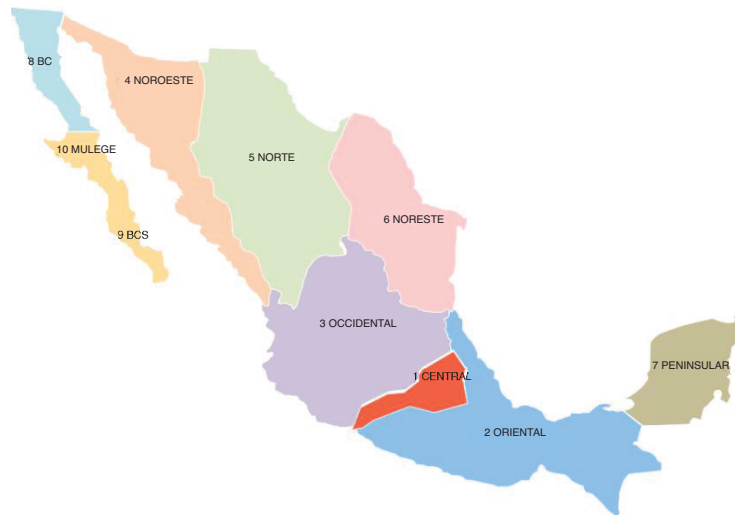 8 BC
4 NOROESTE
10 MULEGE
5 NORTE
6 NORESTE
9 BCS
3 OCCIDENTAL
7 PENINSULAR
1 CENTRAL
2 ORIENTAL